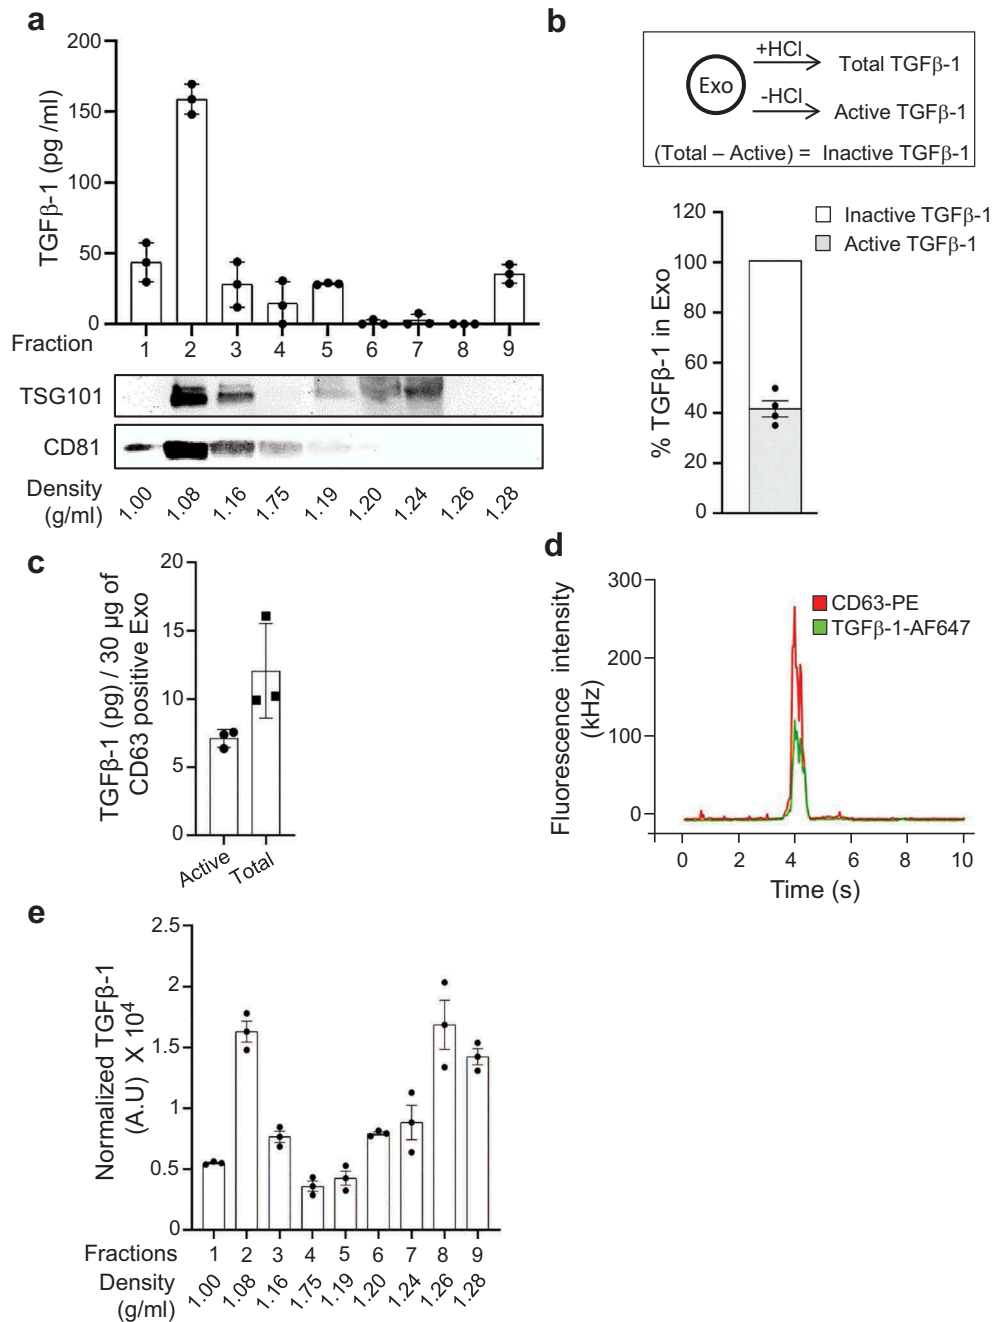 a
TGFβ-1 (pg /ml)
200
150
100
50
0
Fraction
1 2 3 4 5 6 7 8 9
TSG101
CD81
Density
(g/ml)
1.00 1.08 1.16 1.75 1.19 1.20 1.24 1.26 1.28
b
Exo
+HCl
Total TGFβ-1
-HCl
Active TGFβ-1
(Total – Active) = Inactive TGFβ-1
% TGFβ-1 in Exo
120
100
80
60
40
20
0
Inactive TGFβ-1
Active TGFβ-1
c
TGFβ-1 (pg) / 30 µg of
CD63 positive Exo
20
15
10
5
0
Active Total
d
Fluorescence intensity
(kHz)
300
200
100
0
CD63-PE
TGFβ-1-AF647
0 2 4 6 8 10
Time (s)
e
Normalized TGFβ-1
(A.U) X 10⁴
2.5
2
1.5
1
0.5
0
Fractions 1 2 3 4 5 6 7 8 9
Density
(g/ml)
1.00 1.08 1.16 1.75 1.19 1.20 1.24 1.26 1.28